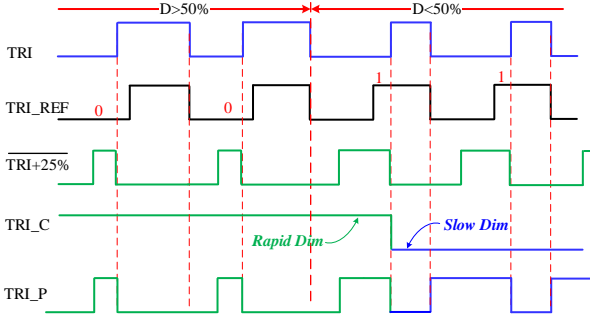 D>50% D<50%
TRI
TRI_REF 0 0 1 1
TRI+25%
TRI_C Rapid Dim Slow Dim
TRI_P